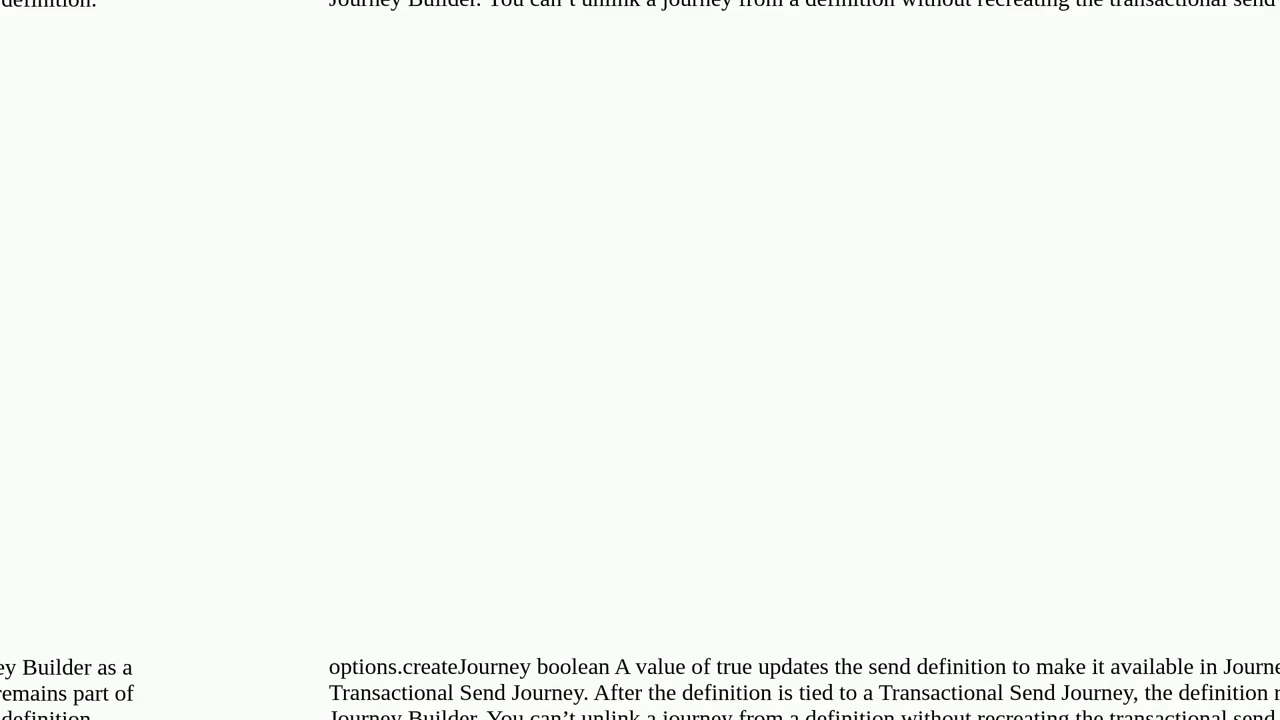 definition.
Journey Builder. You can’t unlink a journey from a definition without recreating the transactional send
Builder as a
remains part of
definition.
options.createJourney boolean A value of true updates the send definition to make it available in
Transactional Send Journey. After the definition is tied to a Transactional Send Journey, the definition
Journey Builder. You can’t unlink a journey from a definition without recreating the transactional send